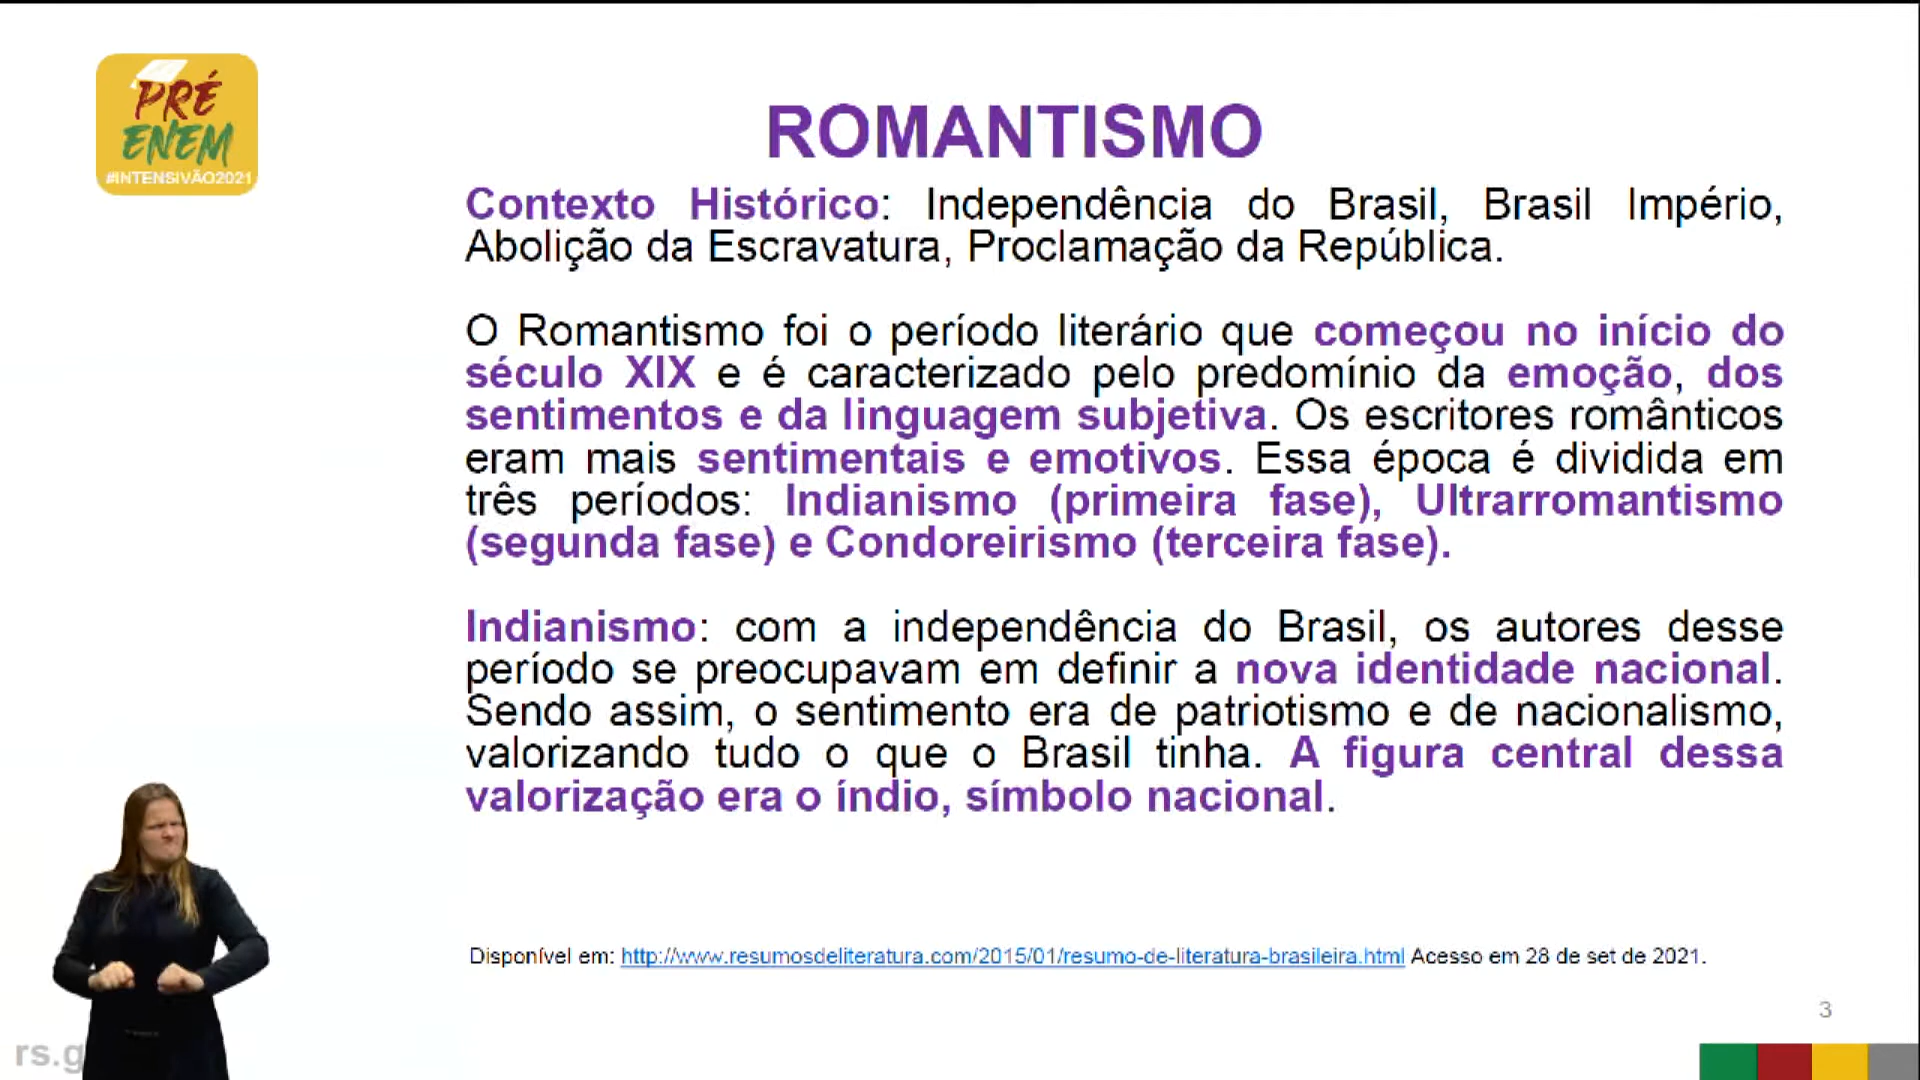 PRÉ
ENEM
#INTENSIVÃO2021
ROMANTISMO
Contexto Histórico: Independência do Brasil, Brasil Império,
Abolição da Escravatura, Proclamação da República.
O Romantismo foi o período literário que começou no início do
século XIX e é caracterizado pelo predomínio da emoção, dos
sentimentos e da linguagem subjetiva. Os escritores românticos
eram mais sentimentais e emotivos. Essa época é dividida em
três períodos: Indianismo (primeira fase), Ultrarromantismo
(segunda fase) e Condoreirismo (terceira fase).
Indianismo: com a independência do Brasil, os autores desse
período se preocupavam em definir a nova identidade nacional.
Sendo assim, o sentimento era de patriotismo e de nacionalismo,
valorizando tudo o que o Brasil tinha. A figura central dessa
valorização era o índio, símbolo nacional.
Disponível em: http://www.resumosdeliteratura.com/2015/01/resumo-de-literatura-brasileira.html Acesso em 28 de set de 2021.
3
rs.g